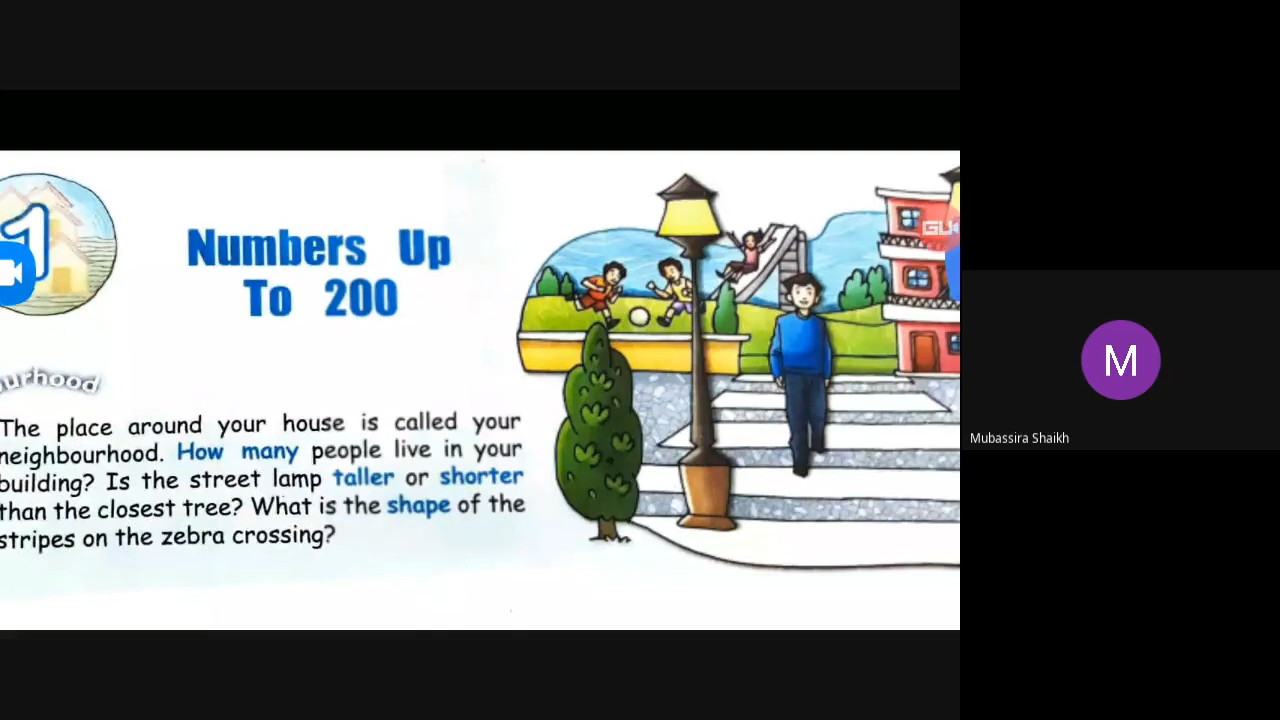 1
Numbers Up
To 200
The place around your house is called your
neighbourhood. How many people live in your
building? Is the street lamp taller or shorter
than the closest tree? What is the shape of the
stripes on the zebra crossing?
M
Mubassira Shaikh